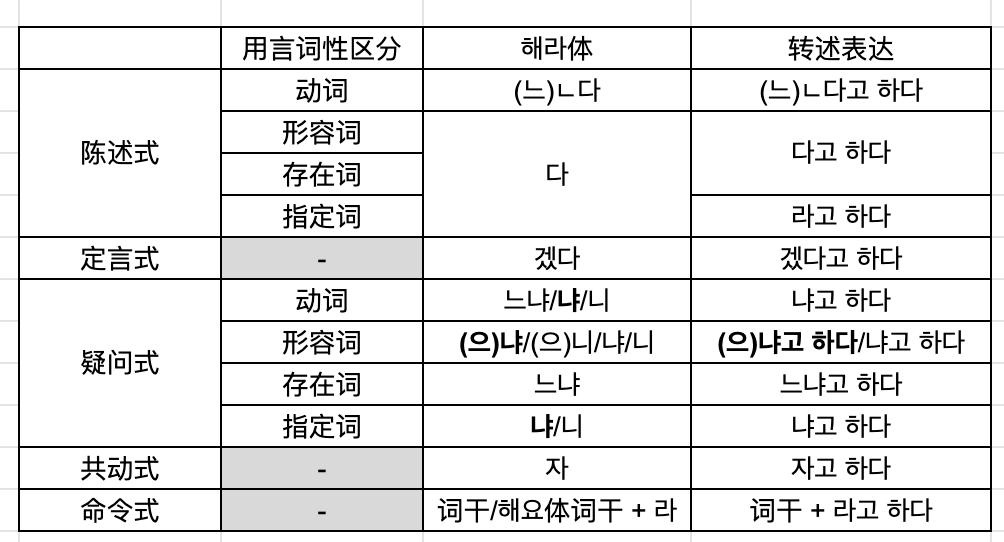 用言词性区分 해라体 转述表达
陈述式
动词 (느)ㄴ다 (느)ㄴ다고 하다
形容词 다 다고 하다
存在词
指定词 라고 하다
定言式 - 겠다 겠다고 하다
疑问式
动词 느냐/냐/니 냐고 하다
形容词 (으)냐/(으)니/냐/니 (으)냐고 하다/냐고 하다
存在词 느냐 느냐고 하다
指定词 냐/니 냐고 하다
共动式 - 자 자고 하다
命令式 - 词干/해요体词干 + 라 词干 + 라고 하다